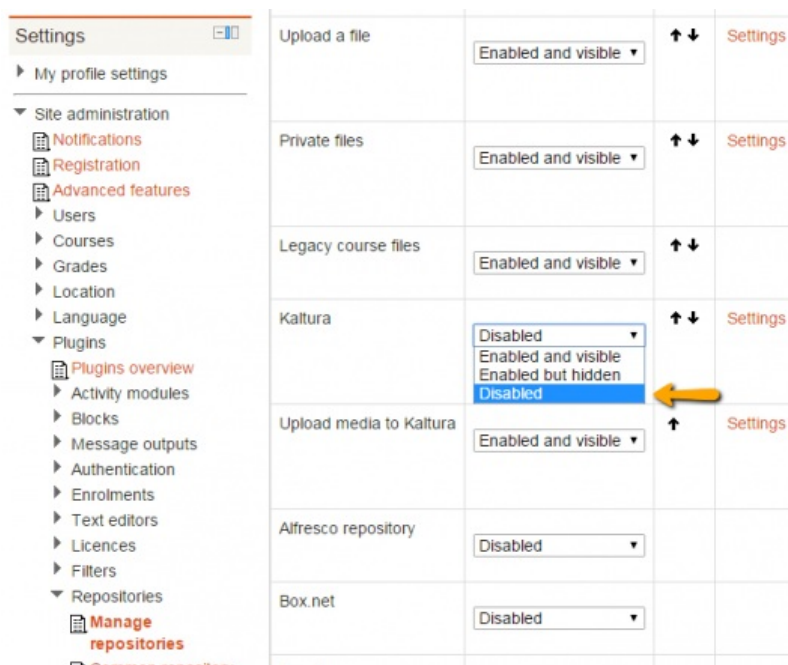 Settings
My profile settings
Site administration
Notifications
Registration
Advanced features
Users
Courses
Grades
Location
Language
Plugins
Plugins overview
Activity modules
Blocks
Message outputs
Authentication
Enrolments
Text editors
Licences
Filters
Repositories
Manage
repositories
Common repository
Upload a file
Enabled and visible
Settings
Private files
Enabled and visible
Settings
Legacy course files
Enabled and visible
Kaltura
Disabled
Settings
Enabled and visible
Enabled but hidden
Disabled
Upload media to Kaltura
Enabled and visible
Settings
Alfresco repository
Disabled
Box.net
Disabled